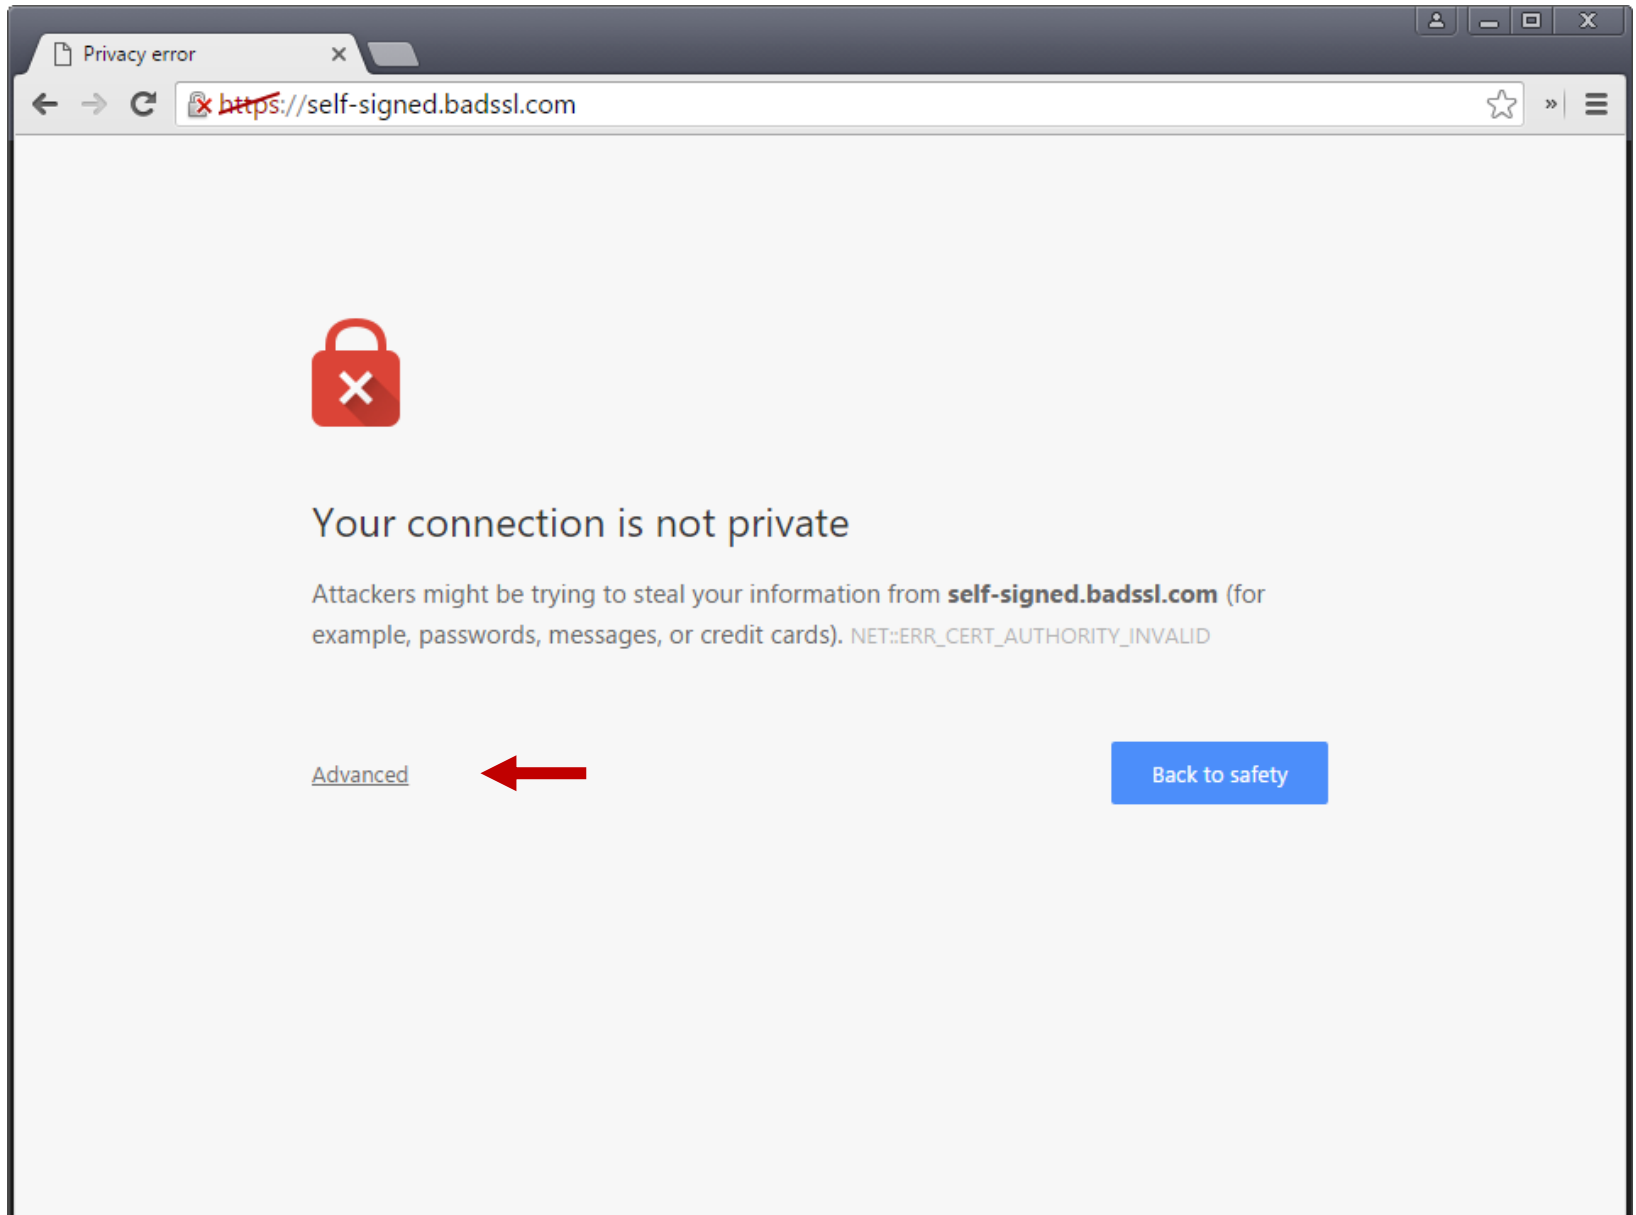 Privacy error
https://self-signed.badssl.com
Your connection is not private
Attackers might be trying to steal your information from self-signed.badssl.com (for
example, passwords, messages, or credit cards). NET::ERR_CERT_AUTHORITY_INVALID
Advanced
Back to safety